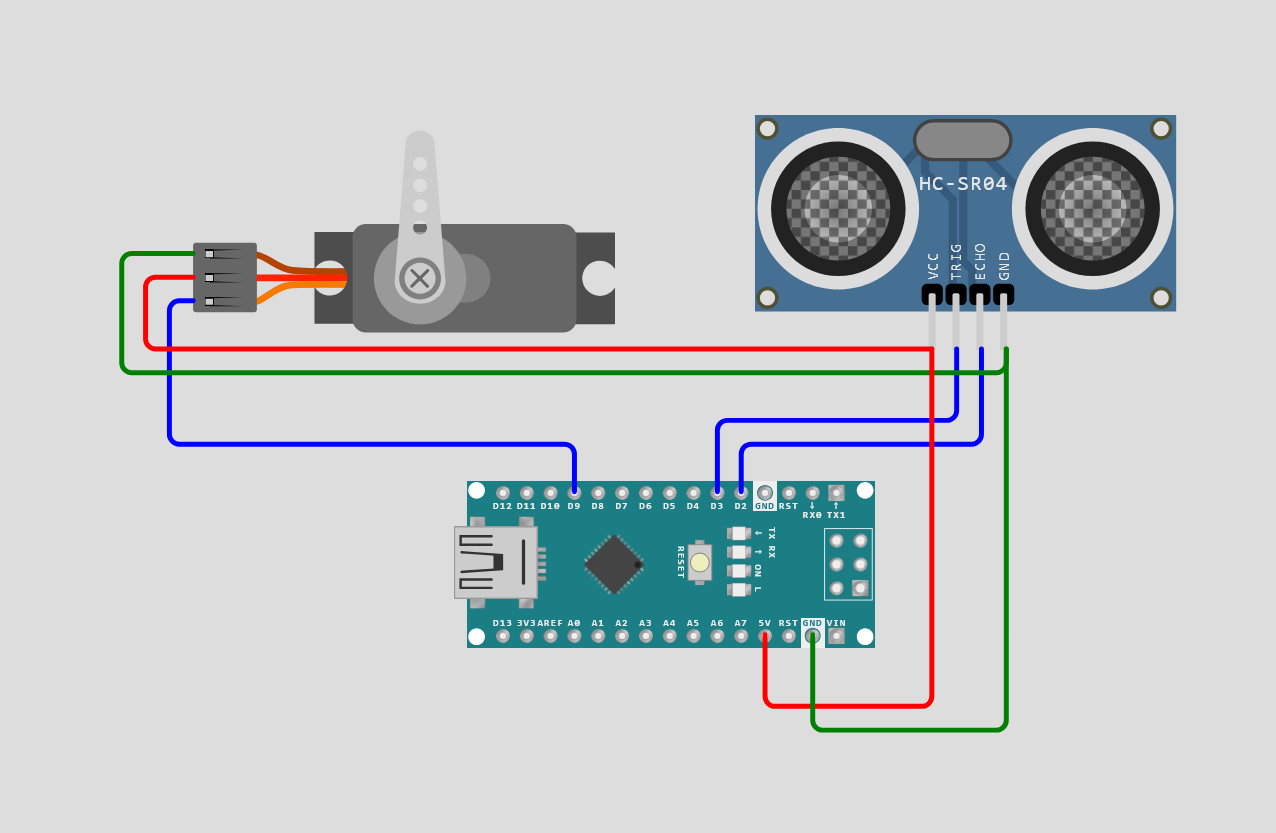 HC-SR04
VCC TRIG ECHO GND
D12 D11 D10 D9 D8 D7 D6 D5 D4 D3 D2 GND RST
RX0 TX1
RESET
TX RX
ON
L
D13 3V3 AREF A0 A1 A2 A3 A4 A5 A6 A7 5V RST GND VIN